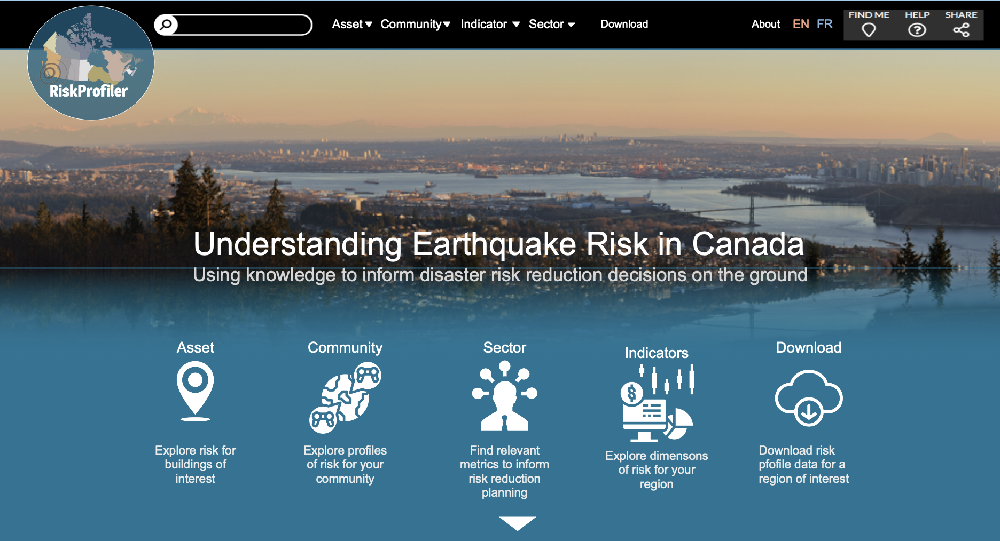 Asset Community Indicator Sector Download About EN FR FIND ME HELP SHARE
RiskProfiler
Understanding Earthquake Risk in Canada
Using knowledge to inform disaster risk reduction decisions on the ground
Asset
Explore risk for
buildings of
interest
Community
Explore profiles
of risk for your
community
Sector
Find relevant
metrics to inform
risk reduction
planning
Indicators
$
Explore dimensons
of risk for your
region
Download
Download risk
pfofile data for a
region of interest